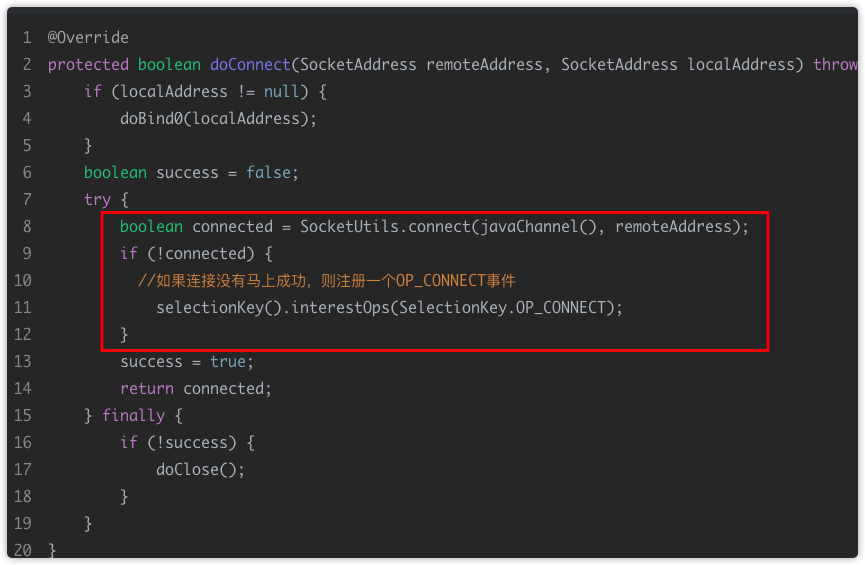 1 @Override
2 protected boolean doConnect(SocketAddress remoteAddress, SocketAddress localAddress) throw
3 if (localAddress != null) {
4 doBind0(localAddress);
5 }
6 boolean success = false;
7 try {
8 boolean connected = SocketUtils.connect(javaChannel(), remoteAddress);
9 if (!connected) {
10 //如果连接没有马上成功，则注册一个OP_CONNECT事件
11 selectionKey().interestOps(SelectionKey.OP_CONNECT);
12 }
13 success = true;
14 return connected;
15 } finally {
16 if (!success) {
17 doClose();
18 }
19 }
20 }